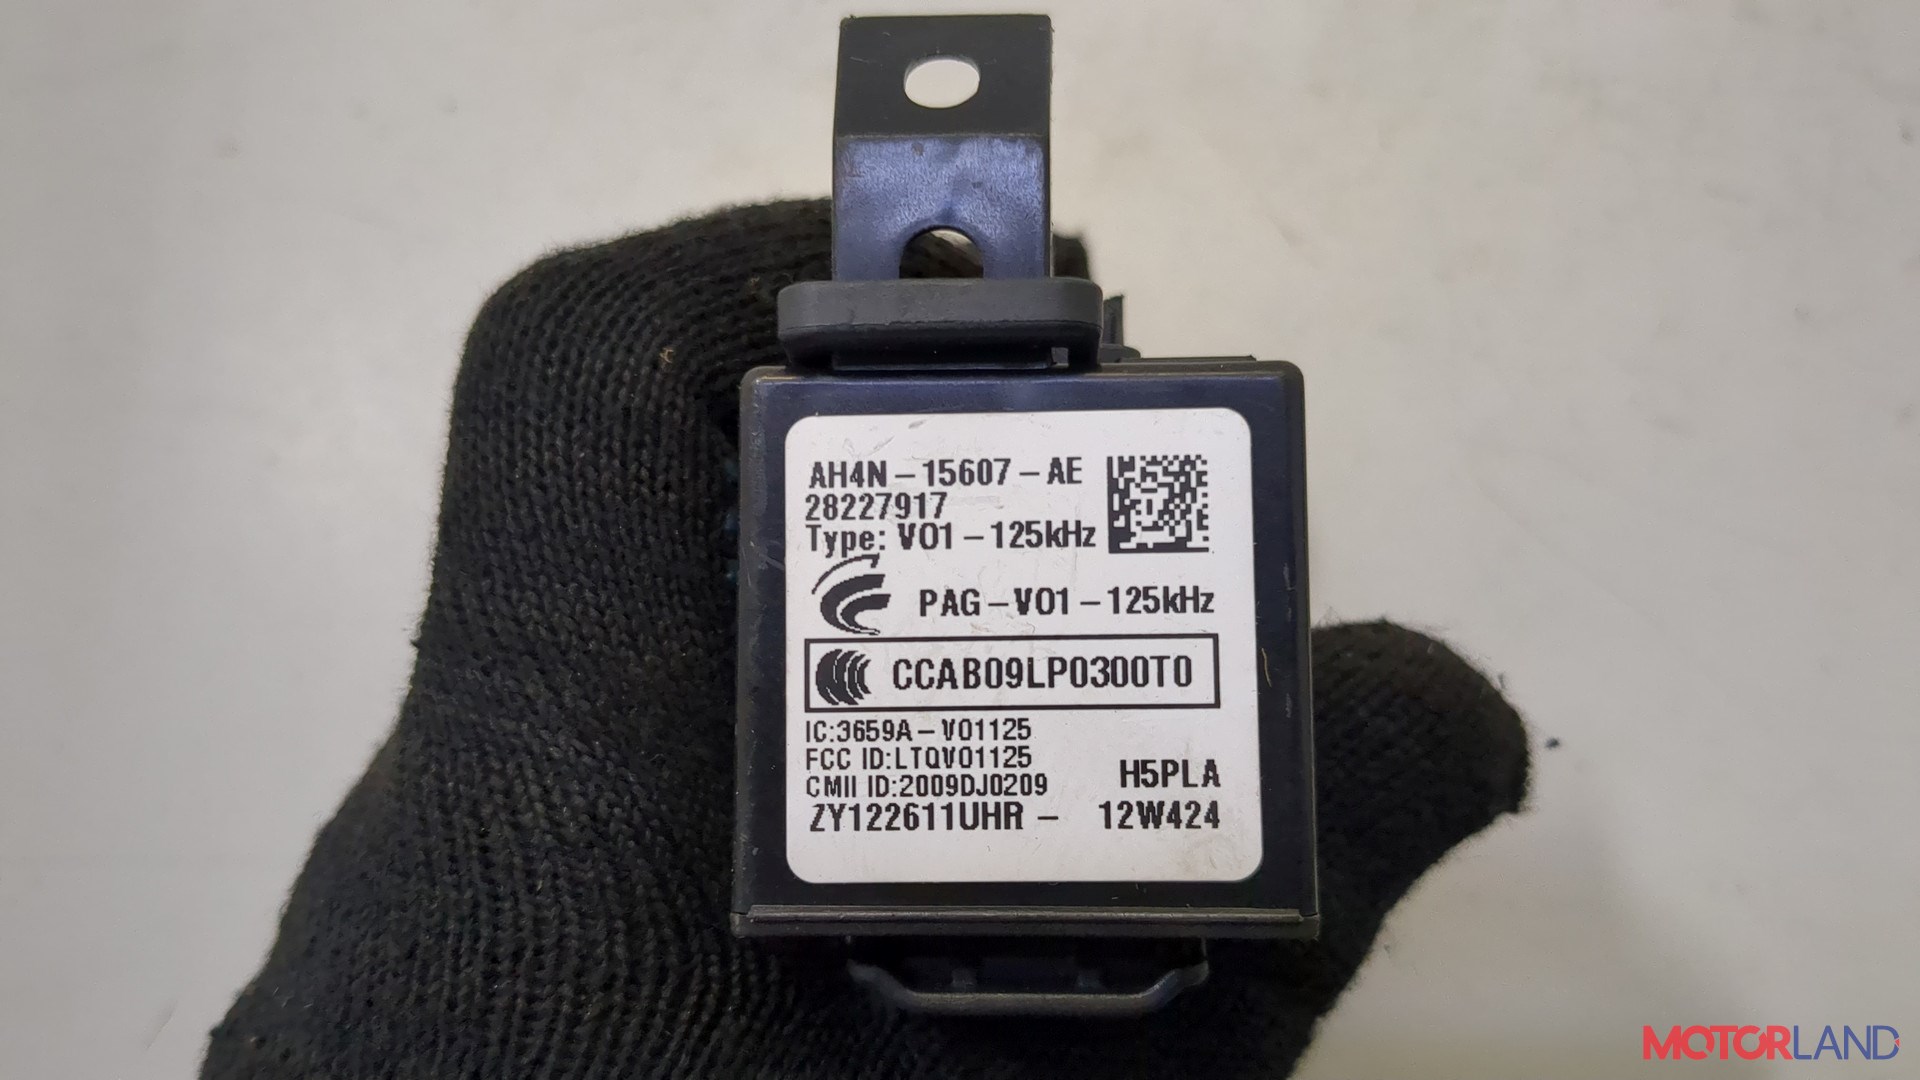 AH4N-15607-AE
28227917
Type: V01-125kHz
PAG-V01-125kHz
CCAB09LP0300T0
IC:3659A-V01125
FCC ID:LTQV01125
CMII ID:2009DJ0209
H5PLA
ZY122611UHR- 12W424
MOTORLAND